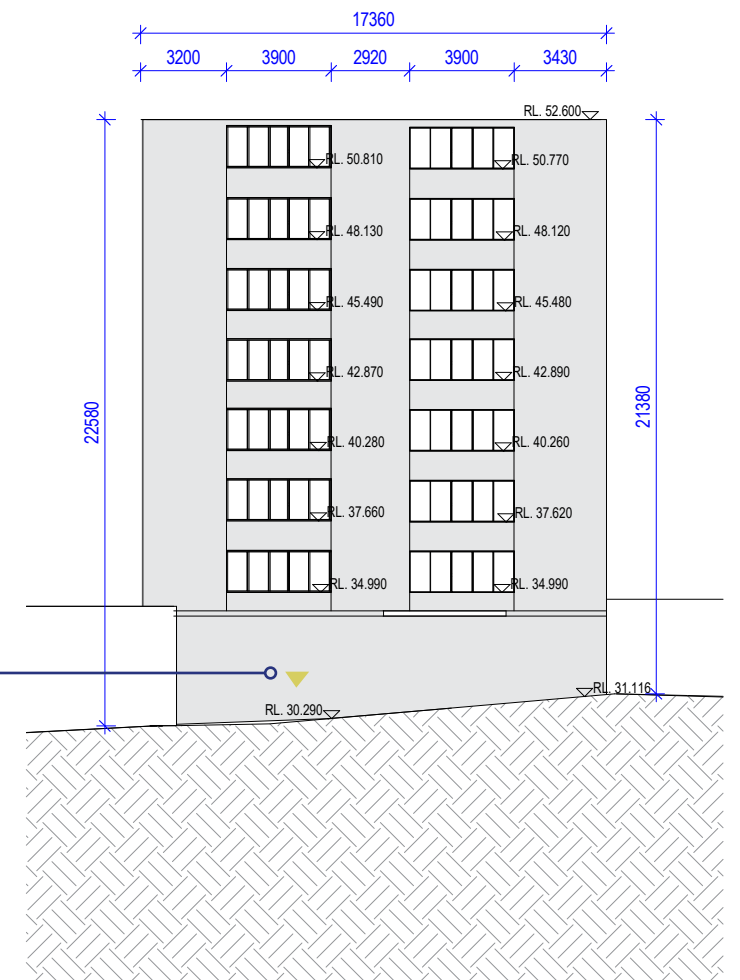 17360
3200 3900 2920 3900 3430
RL. 52.600
RL. 50.810 RL. 50.770
RL. 48.130 RL. 48.120
RL. 45.490 RL. 45.480
RL. 42.870 RL. 42.890
22580 21380
RL. 40.280 RL. 40.260
RL. 37.660 RL. 37.620
RL. 34.990 RL. 34.990
RL. 31.116
RL. 30.290